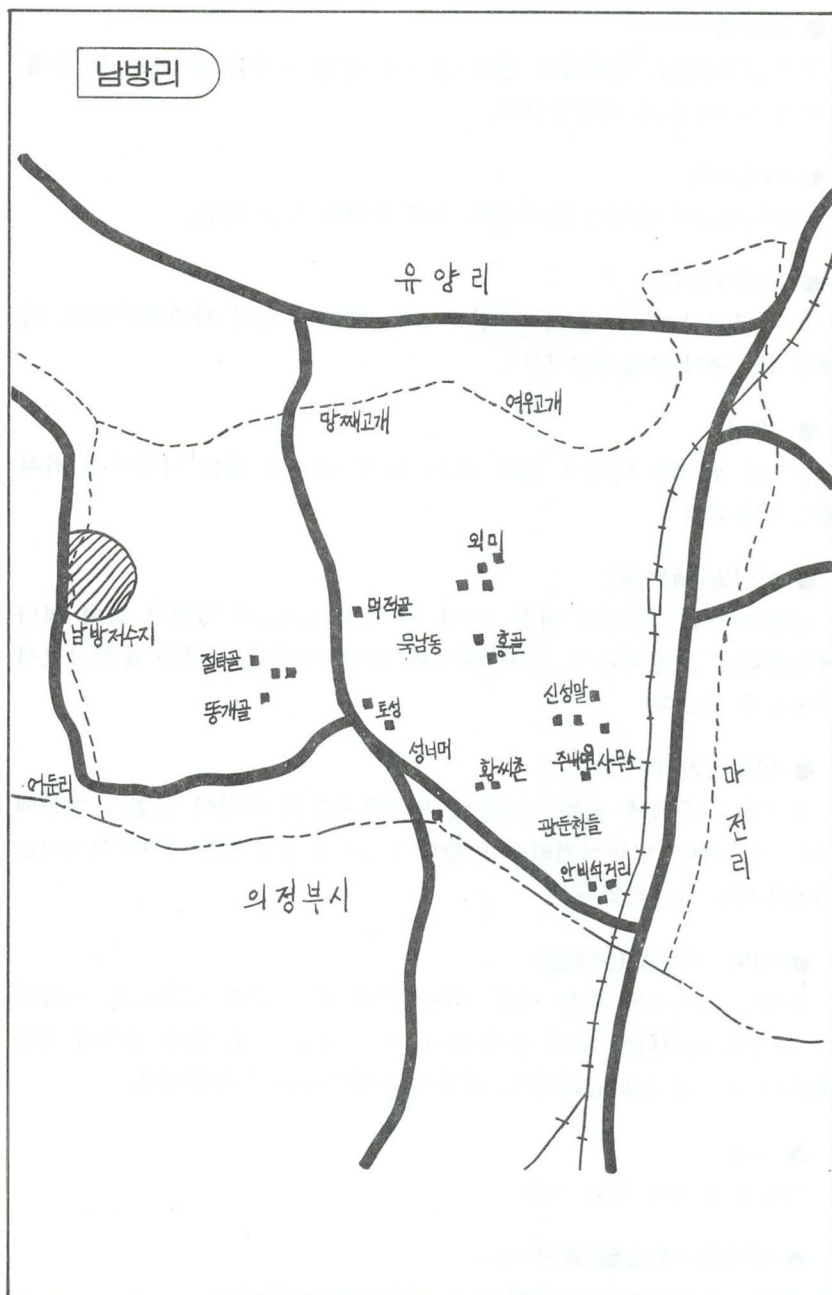 남방리
유양리
망째고개
여우고개
외미
먹적골
묵남동
홍관
남방저수지
절터골
똥개골
신성말
토성
성너머
황씨촌
주내면사무소
어둔리
관둔천들
마전리
안비석거리
의정부시